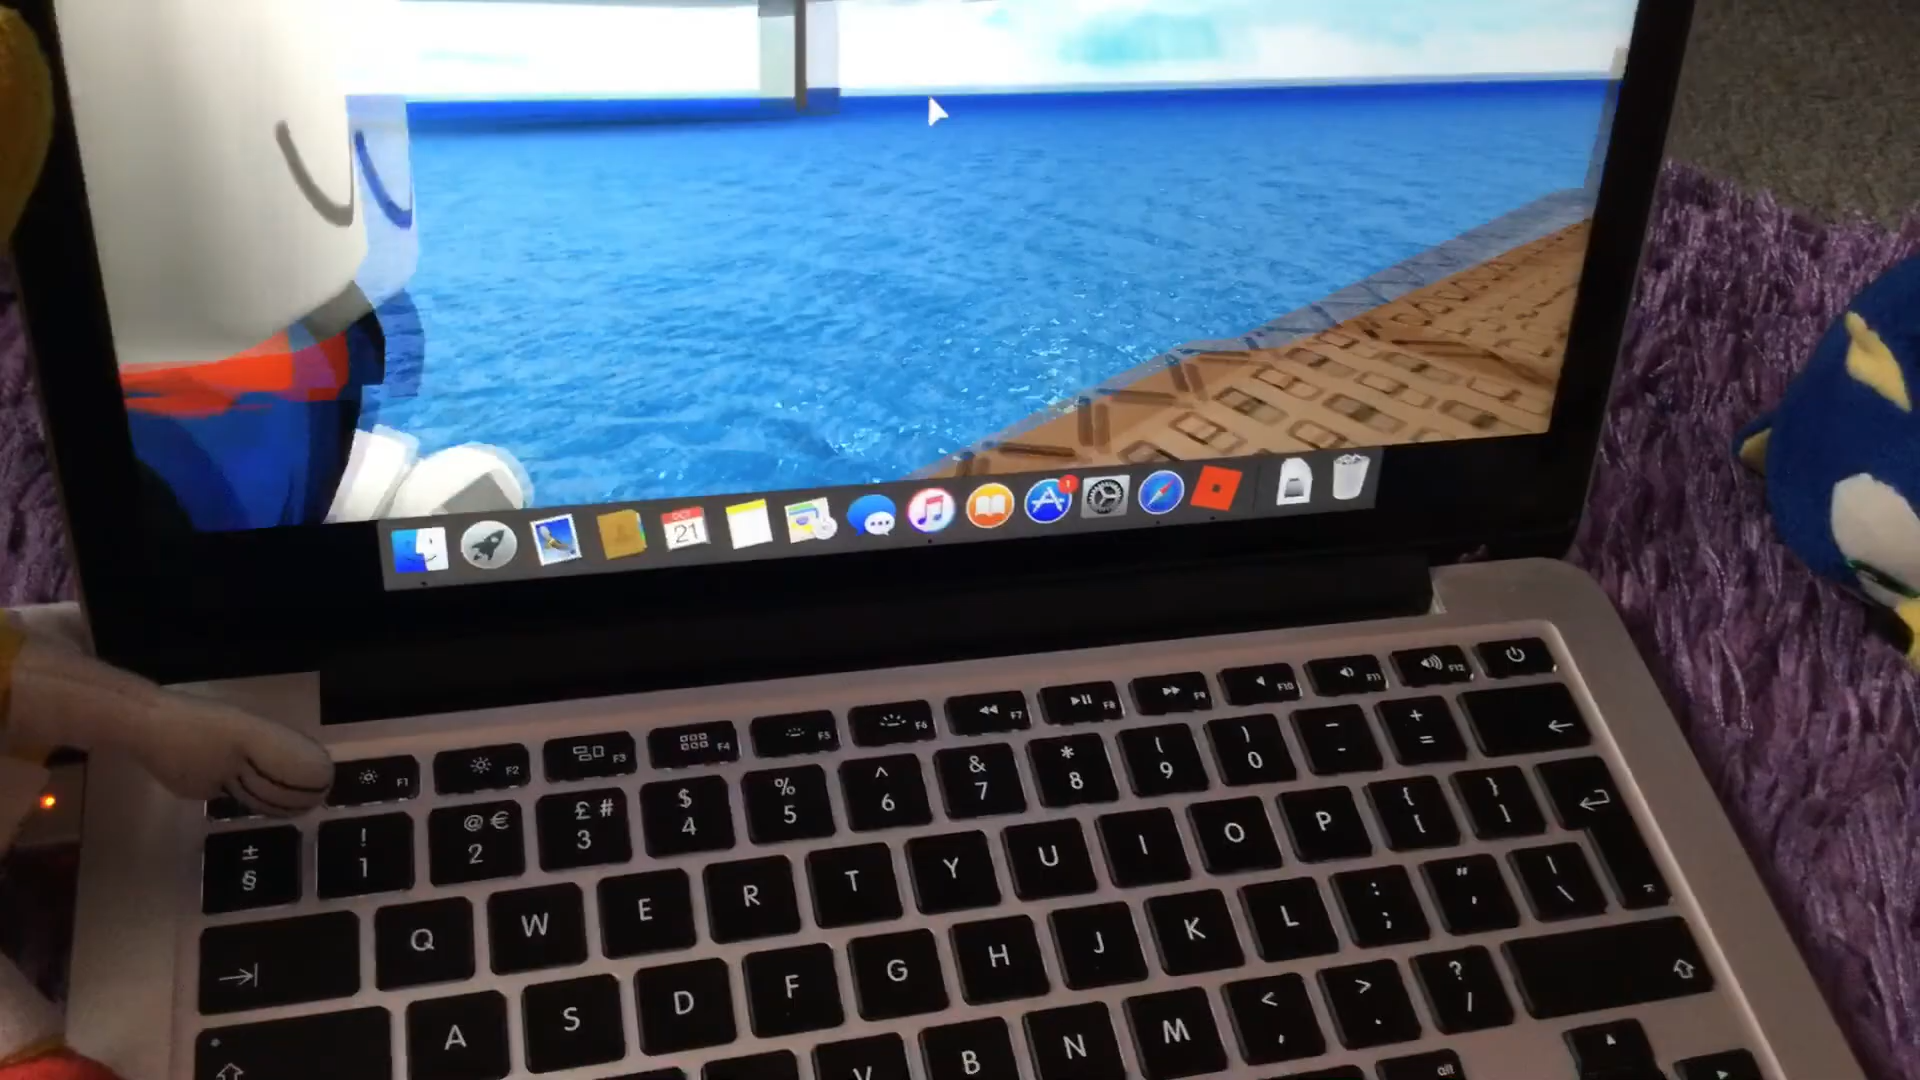 OCT
21
1
F1 F2 F3 F4 F5 F6 F7 F8 F9 F10 F11 F12
± § ! 1 @ € 2 £ # 3 $ 4 % 5 ^ 6 & 7 * 8 ( 9 ) 0 _ - + =
Q W E R T Y U I O P { [ } ]
A S D F G H J K L : ; " ' | \
V B N M < , > . ? /
alt